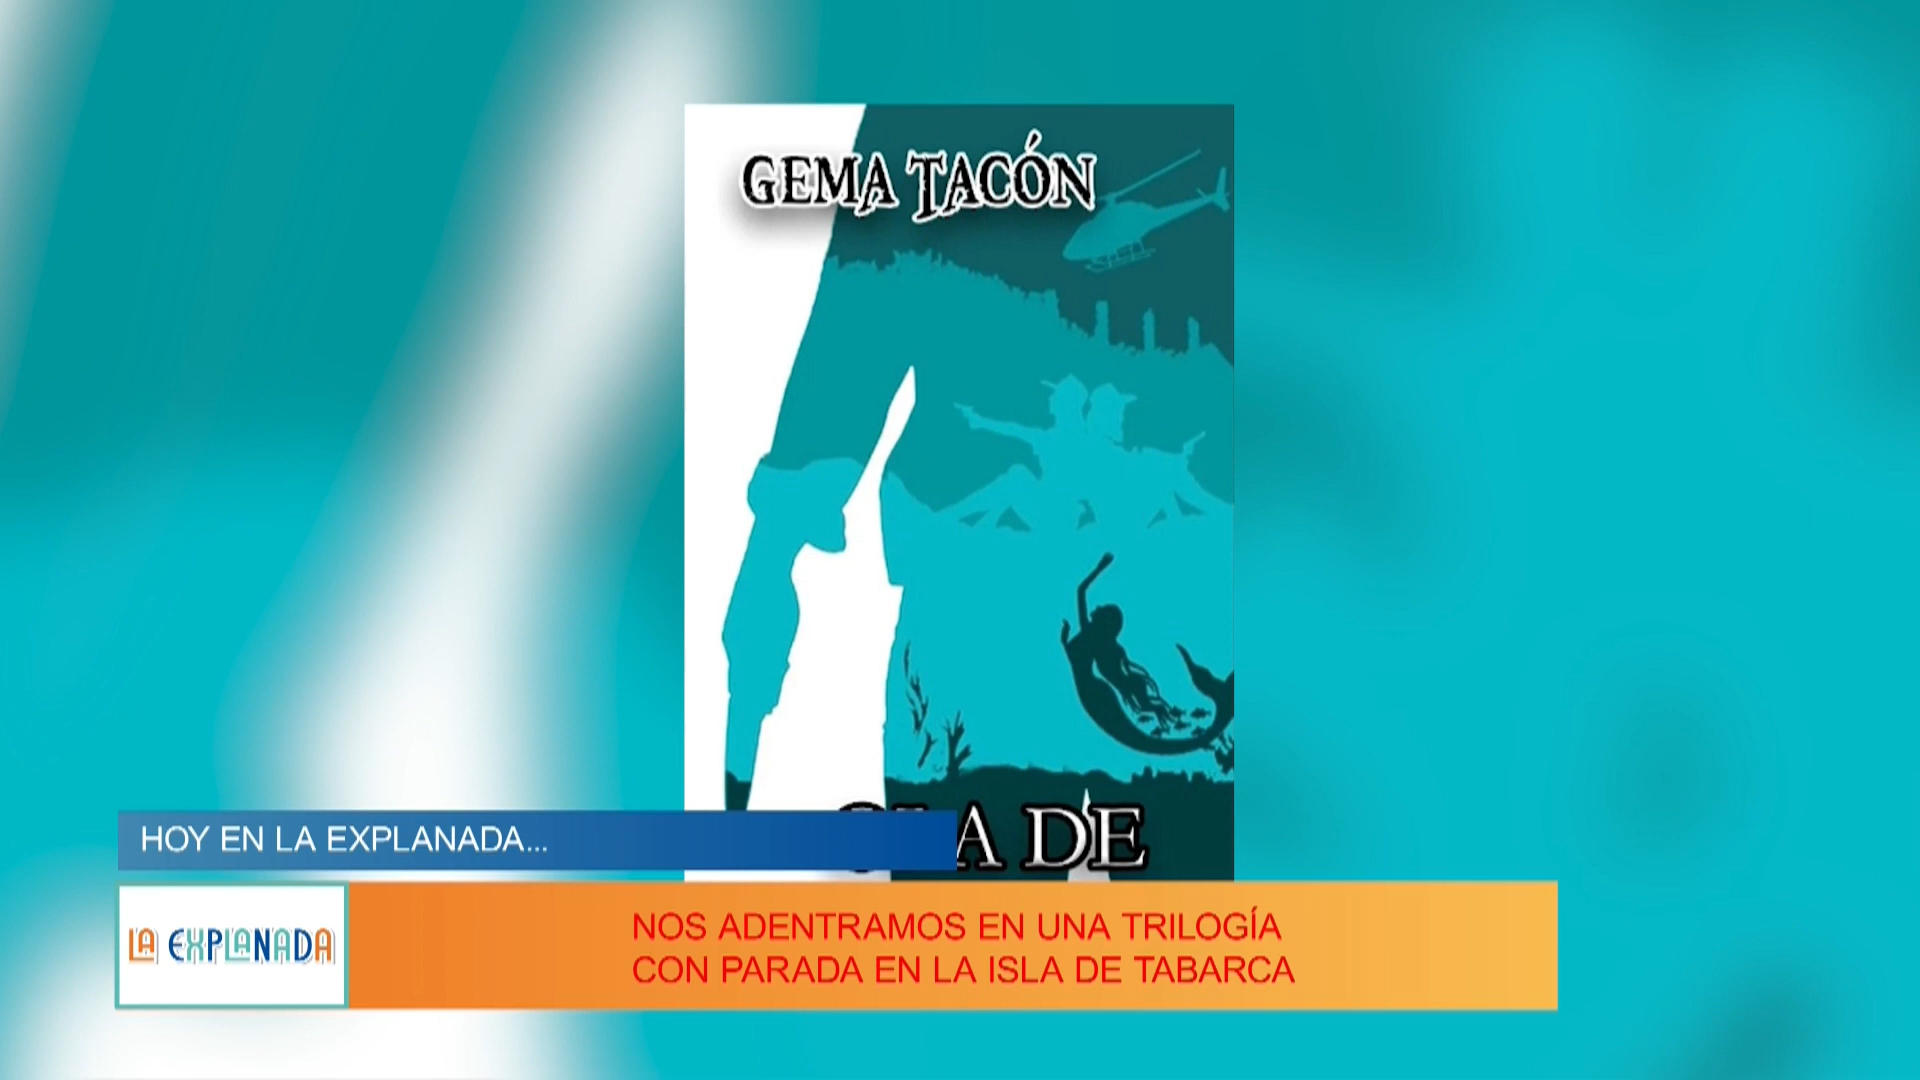 GEMA TACÓN
DE
HOY EN LA EXPLANADA...
LA EXPLANADA
NOS ADENTRAMOS EN UNA TRILOGÍA
CON PARADA EN LA ISLA DE TABARCA